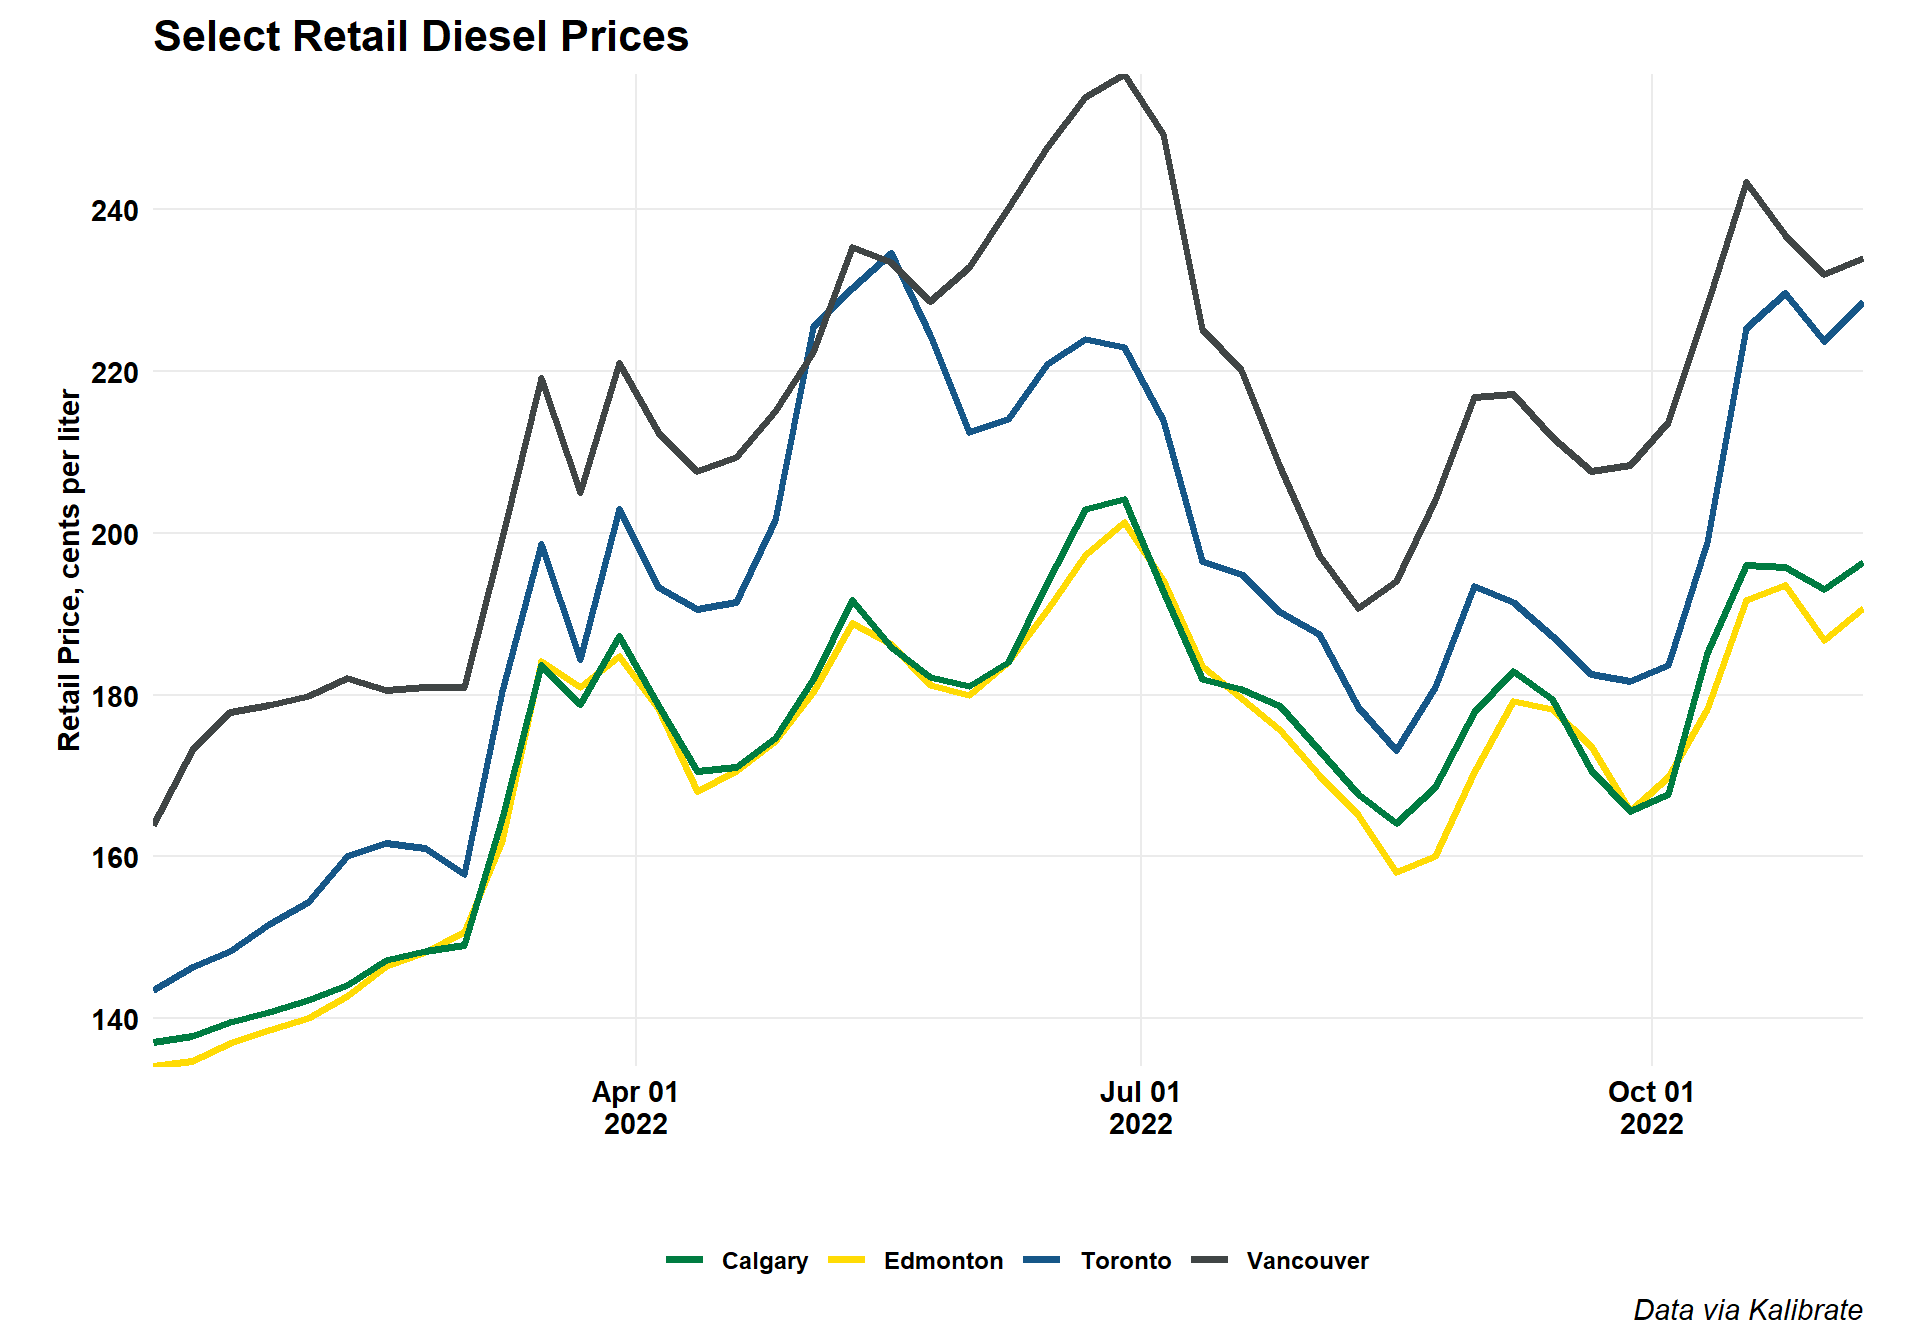 Select Retail Diesel Prices
Retail Price, cents per liter
240
220
200
180
160
140
Apr 01
2022
Jul 01
2022
Oct 01
2022
Calgary
Edmonton
Toronto
Vancouver
Data via Kalibrate